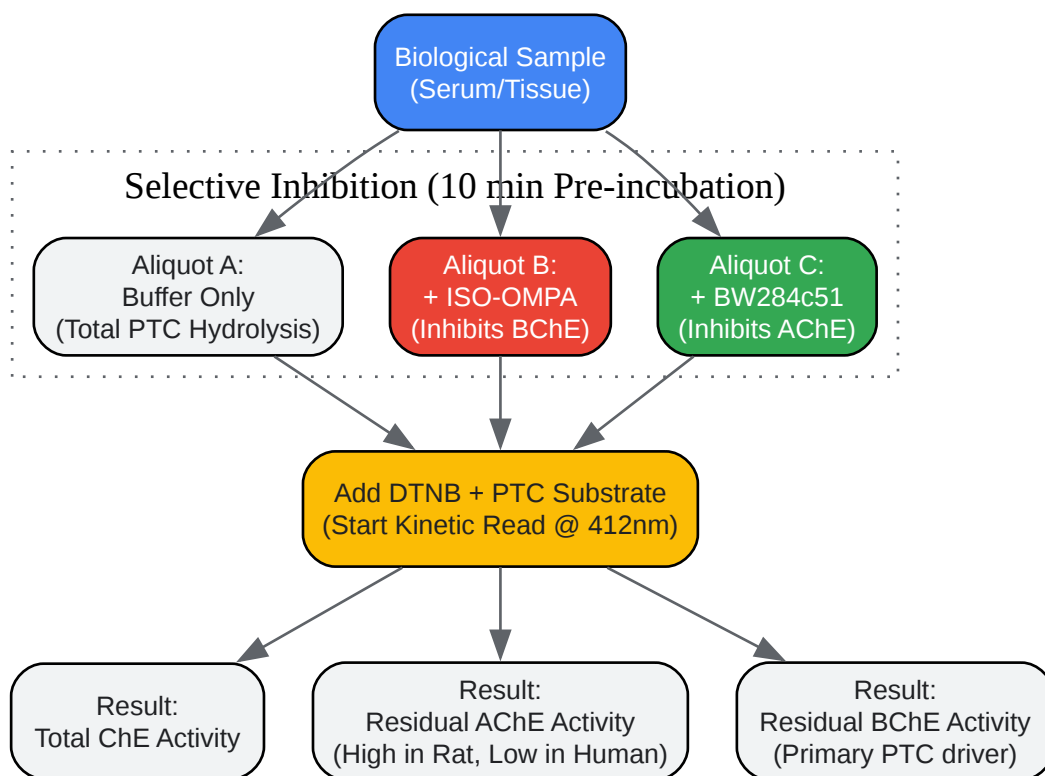 Biological Sample
(Serum/Tissue)
Selective Inhibition (10 min Pre-incubation)
Aliquot A:
Buffer Only
(Total PTC Hydrolysis)
Aliquot B:
+ ISO-OMPA
(Inhibits BChE)
Aliquot C:
+ BW284c51
(Inhibits AChE)
Add DTNB + PTC Substrate
(Start Kinetic Read @ 412nm)
Result:
Total ChE Activity
Result:
Residual AChE Activity
(High in Rat, Low in Human)
Result:
Residual BChE Activity
(Primary PTC driver)